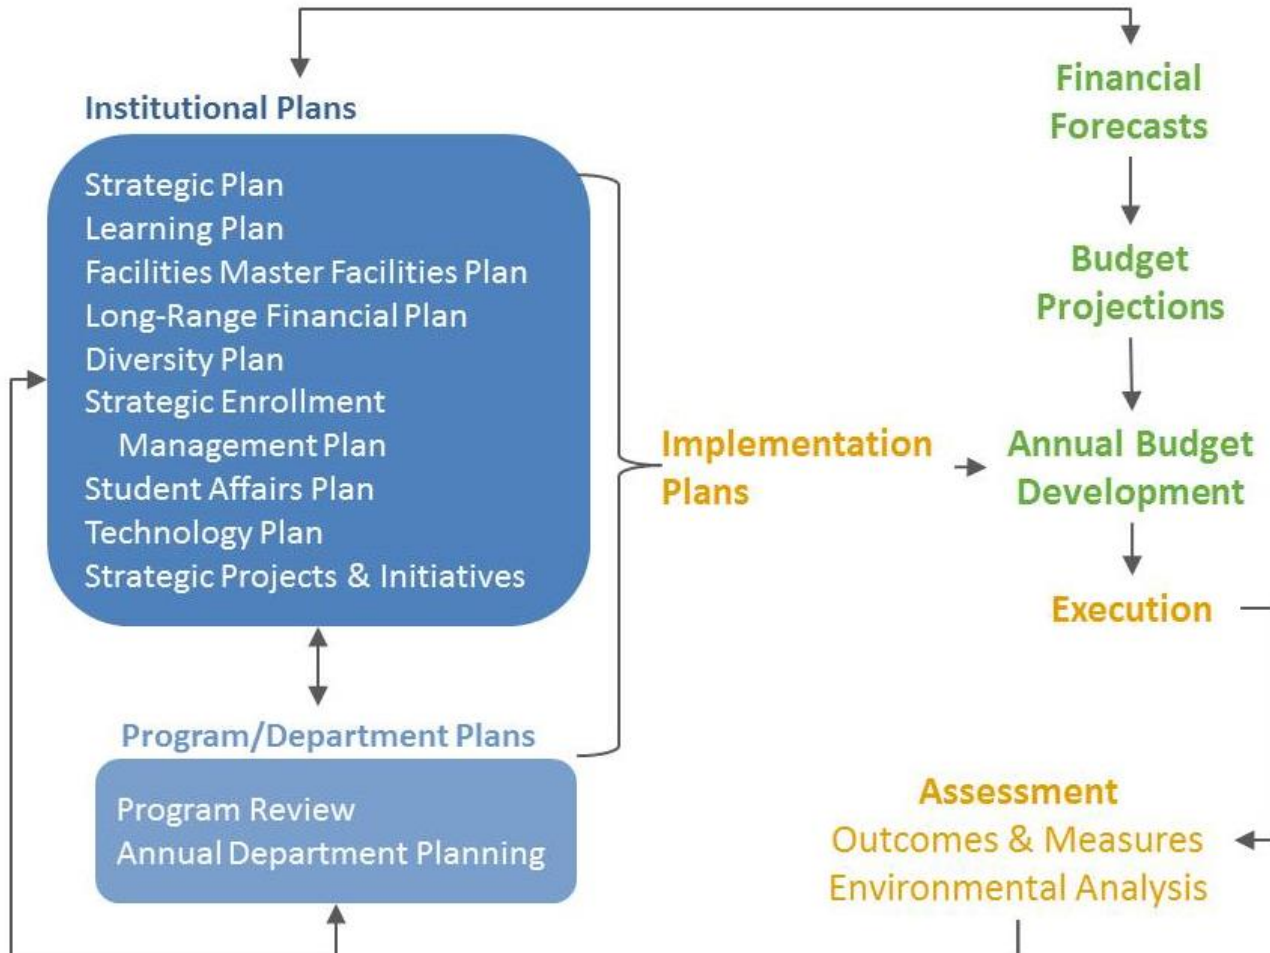 Institutional Plans
Strategic Plan
Learning Plan
Facilities Master Facilities Plan
Long-Range Financial Plan
Diversity Plan
Strategic Enrollment
Management Plan
Student Affairs Plan
Technology Plan
Strategic Projects & Initiatives
Program/Department Plans
Program Review
Annual Department Planning
Implementation
Plans
Financial
Forecasts
Budget
Projections
Annual Budget
Development
Execution
Assessment
Outcomes & Measures
Environmental Analysis